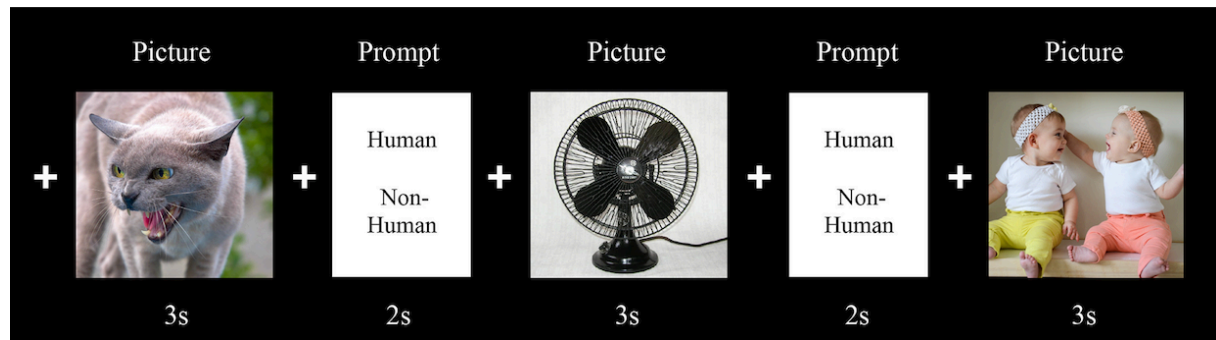 Picture Prompt Picture Prompt Picture
+ + + + +
Human
Non-
Human
Human
Non-
Human
3s 2s 3s 2s 3s